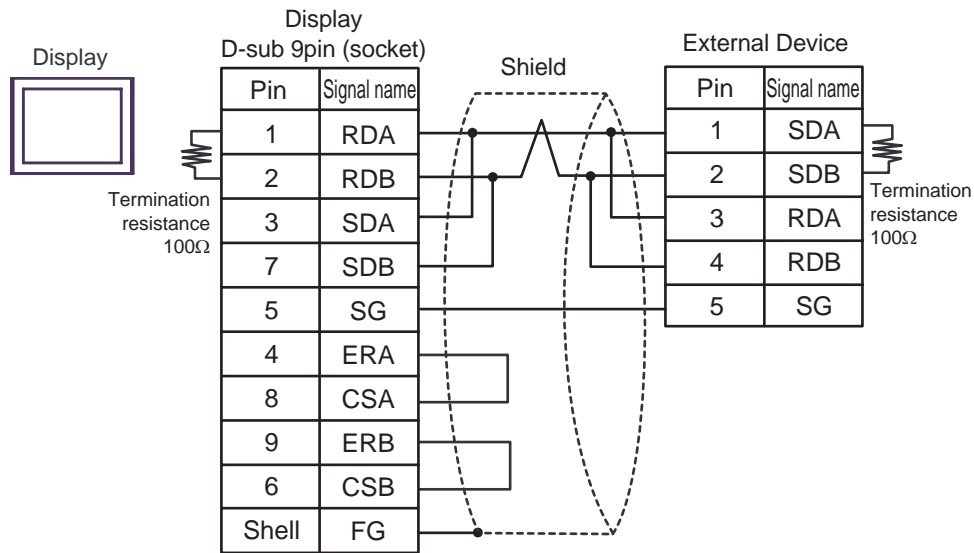 Display
Display
D-sub 9pin (socket)
Pin Signal name
1 RDA
2 RDB
3 SDA
7 SDB
5 SG
4 ERA
8 CSA
9 ERB
6 CSB
Shell FG
Termination
resistance
100Ω
Shield
External Device
Pin Signal name
1 SDA
2 SDB
3 RDA
4 RDB
5 SG
Termination
resistance
100Ω